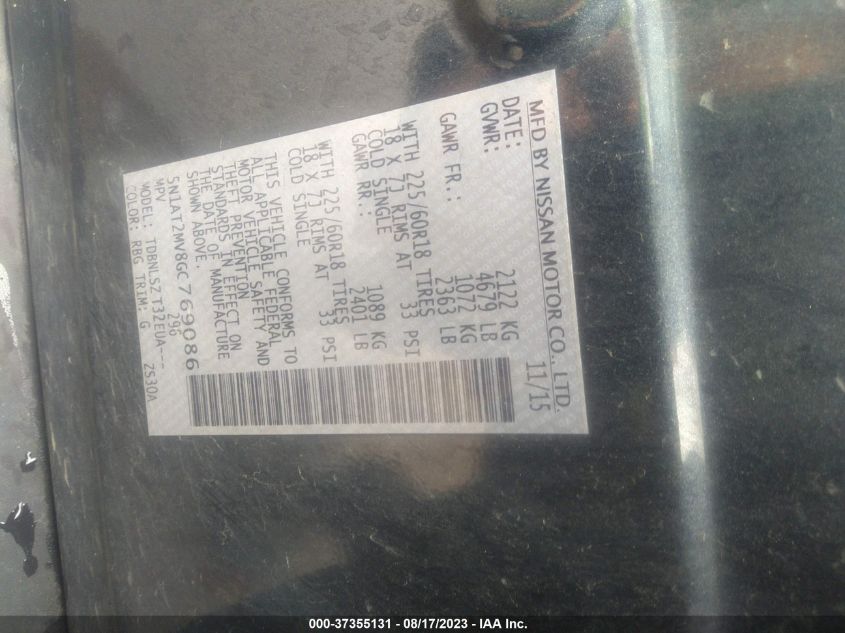 MFD BY NISSAN MOTOR CO., LTD.
DATE: 11/15
GVWR: 2122 KG
4679 LB
GAWR FR.: 1072 KG
2363 LB
WITH 225/60R18 TIRES
18 X 7J RIMS AT 33 PSI
COLD SINGLE
GAWR RR.: 1089 KG
2401 LB
WITH 225/60R18 TIRES
18 X 7J RIMS AT 33 PSI
COLD SINGLE
THIS VEHICLE CONFORMS TO
ALL APPLICABLE FEDERAL
MOTOR VEHICLE SAFETY AND
THEFT PREVENTION
STANDARDS IN EFFECT ON
THE DATE OF MANUFACTURE
SHOWN ABOVE.
5N1AT2MV8GC769086
MPV 296
MODEL: TDBNLSZT32EUA---
COLOR: RBG TRIM: G ZS30A
000-37355131 - 08/17/2023 - IAA Inc.